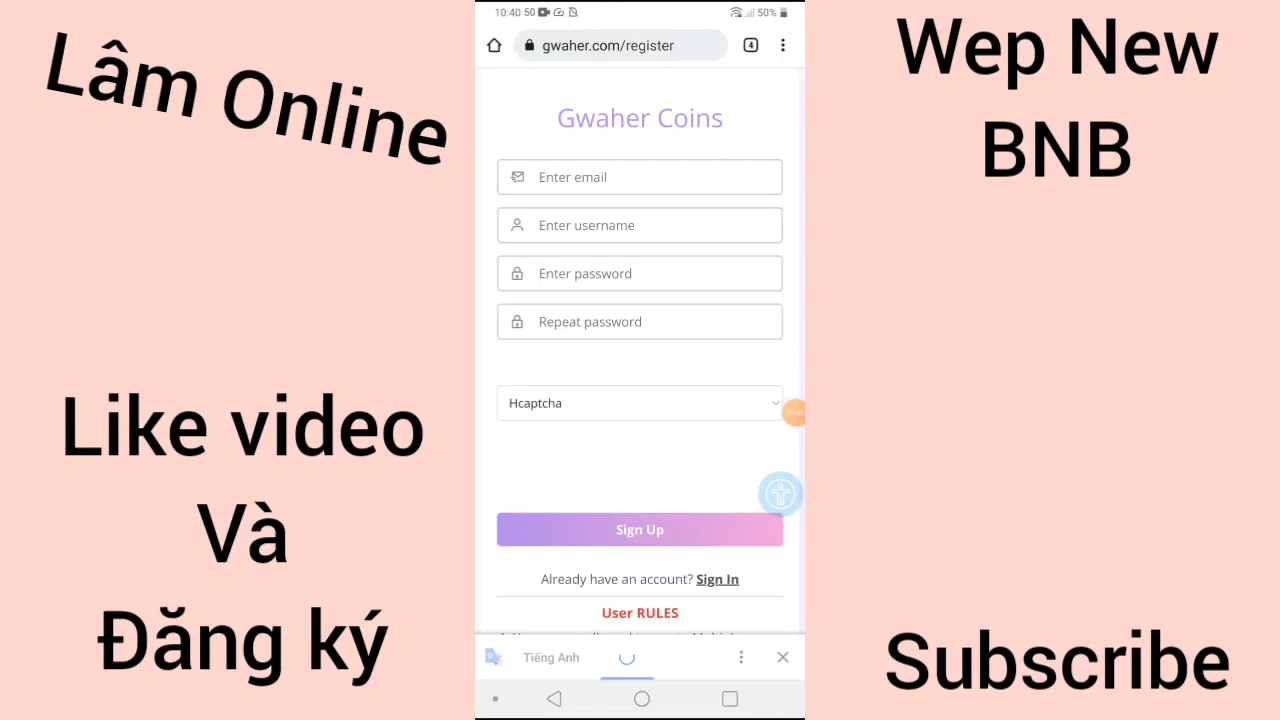 Lâm Online
Like video
Và
Đăng ký
10:40 50
50%
gwaher.com/register
4
Gwaher Coins
Enter email
Enter username
Enter password
Repeat password
Hcaptcha
Sign Up
Already have an account? Sign In
User RULES
Tiếng Anh
Wep New
BNB
Subscribe